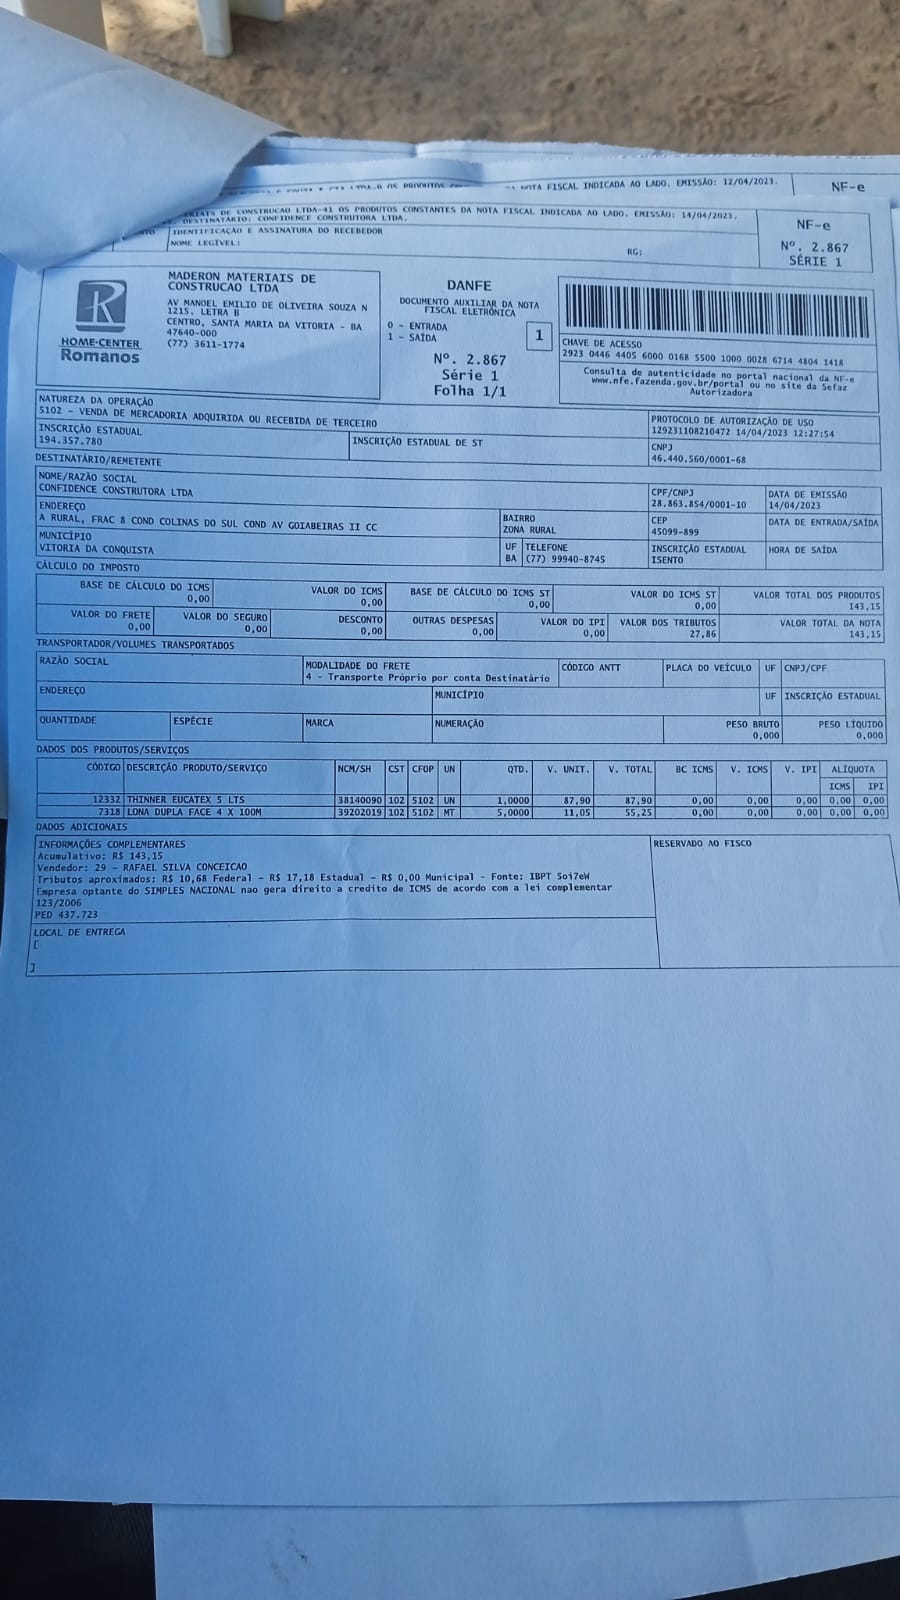 NOTA FISCAL INDICADA AO LADO. EMISSÃO: 12/04/2023.
NF-e
CONSTRUCAO LTDA-41 OS PRODUTOS CONSTANTES DA NOTA FISCAL INDICADA AO LADO. EMISSÃO: 14/04/2023.
DESTINATÁRIO: CONFIDENCE CONSTRUTORA LTDA.
IDENTIFICAÇÃO E ASSINATURA DO RECEBEDOR
NOME LEGÍVEL:
RG:
NF-e
Nº. 2.867
SÉRIE 1
R
HOME-CENTER
Romanos
MADERON MATERIAIS DE
CONSTRUCAO LTDA
AV MANOEL EMILIO DE OLIVEIRA SOUZA N
1215. LETRA B
CENTRO, SANTA MARIA DA VITORIA - BA
47640-000
(77) 3611-1774
DANFE
DOCUMENTO AUXILIAR DA NOTA
FISCAL ELETRÔNICA
0 - ENTRADA
1 - SAÍDA
1
Nº. 2.867
Série 1
Folha 1/1
CHAVE DE ACESSO
2923 0446 4405 6000 0168 5500 1000 0028 6714 4804 1418
Consulta de autenticidade no portal nacional da NF-e
www.nfe.fazenda.gov.br/portal ou no site da Sefaz
Autorizadora
NATUREZA DA OPERAÇÃO
5102 - VENDA DE MERCADORIA ADQUIRIDA OU RECEBIDA DE TERCEIRO
PROTOCOLO DE AUTORIZAÇÃO DE USO
129231108210472 14/04/2023 12:27:54
INSCRIÇÃO ESTADUAL
194.357.780
INSCRIÇÃO ESTADUAL DE ST
CNPJ
46.440.560/0001-68
DESTINATÁRIO/REMETENTE
NOME/RAZÃO SOCIAL
CONFIDENCE CONSTRUTORA LTDA
CPF/CNPJ
28.863.854/0001-10
DATA DE EMISSÃO
14/04/2023
ENDEREÇO
A RURAL, FRAC 8 COND COLINAS DO SUL COND AV GOIABEIRAS II CC
BAIRRO
ZONA RURAL
CEP
45099-899
DATA DE ENTRADA/SAÍDA
MUNICÍPIO
VITORIA DA CONQUISTA
UF
BA
TELEFONE
(77) 99940-8745
INSCRIÇÃO ESTADUAL
ISENTO
HORA DE SAÍDA
CÁLCULO DO IMPOSTO
BASE DE CÁLCULO DO ICMS
0,00
VALOR DO ICMS
0,00
BASE DE CÁLCULO DO ICMS ST
0,00
VALOR DO ICMS ST
0,00
VALOR TOTAL DOS PRODUTOS
143,15
VALOR DO FRETE
0,00
VALOR DO SEGURO
0,00
DESCONTO
0,00
OUTRAS DESPESAS
0,00
VALOR DO IPI
0,00
VALOR DOS TRIBUTOS
27,86
VALOR TOTAL DA NOTA
143,15
TRANSPORTADOR/VOLUMES TRANSPORTADOS
RAZÃO SOCIAL
MODALIDADE DO FRETE
4 - Transporte Próprio por conta Destinatário
CÓDIGO ANTT
PLACA DO VEÍCULO
UF
CNPJ/CPF
ENDEREÇO
MUNICÍPIO
UF
INSCRIÇÃO ESTADUAL
QUANTIDADE
ESPÉCIE
MARCA
NUMERAÇÃO
PESO BRUTO
0,000
PESO LÍQUIDO
0,000
DADOS DOS PRODUTOS/SERVIÇOS
CÓDIGO DESCRIÇÃO PRODUTO/SERVIÇO NCM/SH CST CFOP UN QTD. V. UNIT. V. TOTAL BC ICMS V. ICMS V. IPI ALÍQUOTA
ICMS IPI
12332 THINNER EUCATEX 5 LTS 38140090 102 5102 UN 1,0000 87,90 87,90 0,00 0,00 0,00 0,00 0,00
7318 LONA DUPLA FACE 4 X 100M 39202019 102 5102 MT 5,0000 11,05 55,25 0,00 0,00 0,00 0,00 0,00
DADOS ADICIONAIS
INFORMAÇÕES COMPLEMENTARES
Acumulativo: R$ 143,15
Vendedor: 29 - RAFAEL SILVA CONCEICAO
Tributos aproximados: R$ 10,68 Federal - R$ 17,18 Estadual - R$ 0,00 Municipal - Fonte: IBPT 5oi7eW
Empresa optante do SIMPLES NACIONAL nao gera direito a credito de ICMS de acordo com a lei complementar
123/2006
PED 437.723
RESERVADO AO FISCO
LOCAL DE ENTREGA
[
]